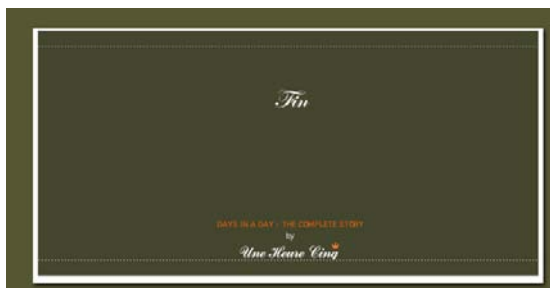 Fin
DAYS IN A DAY - THE COMPLETE STORY
by
Une Heure Cinq